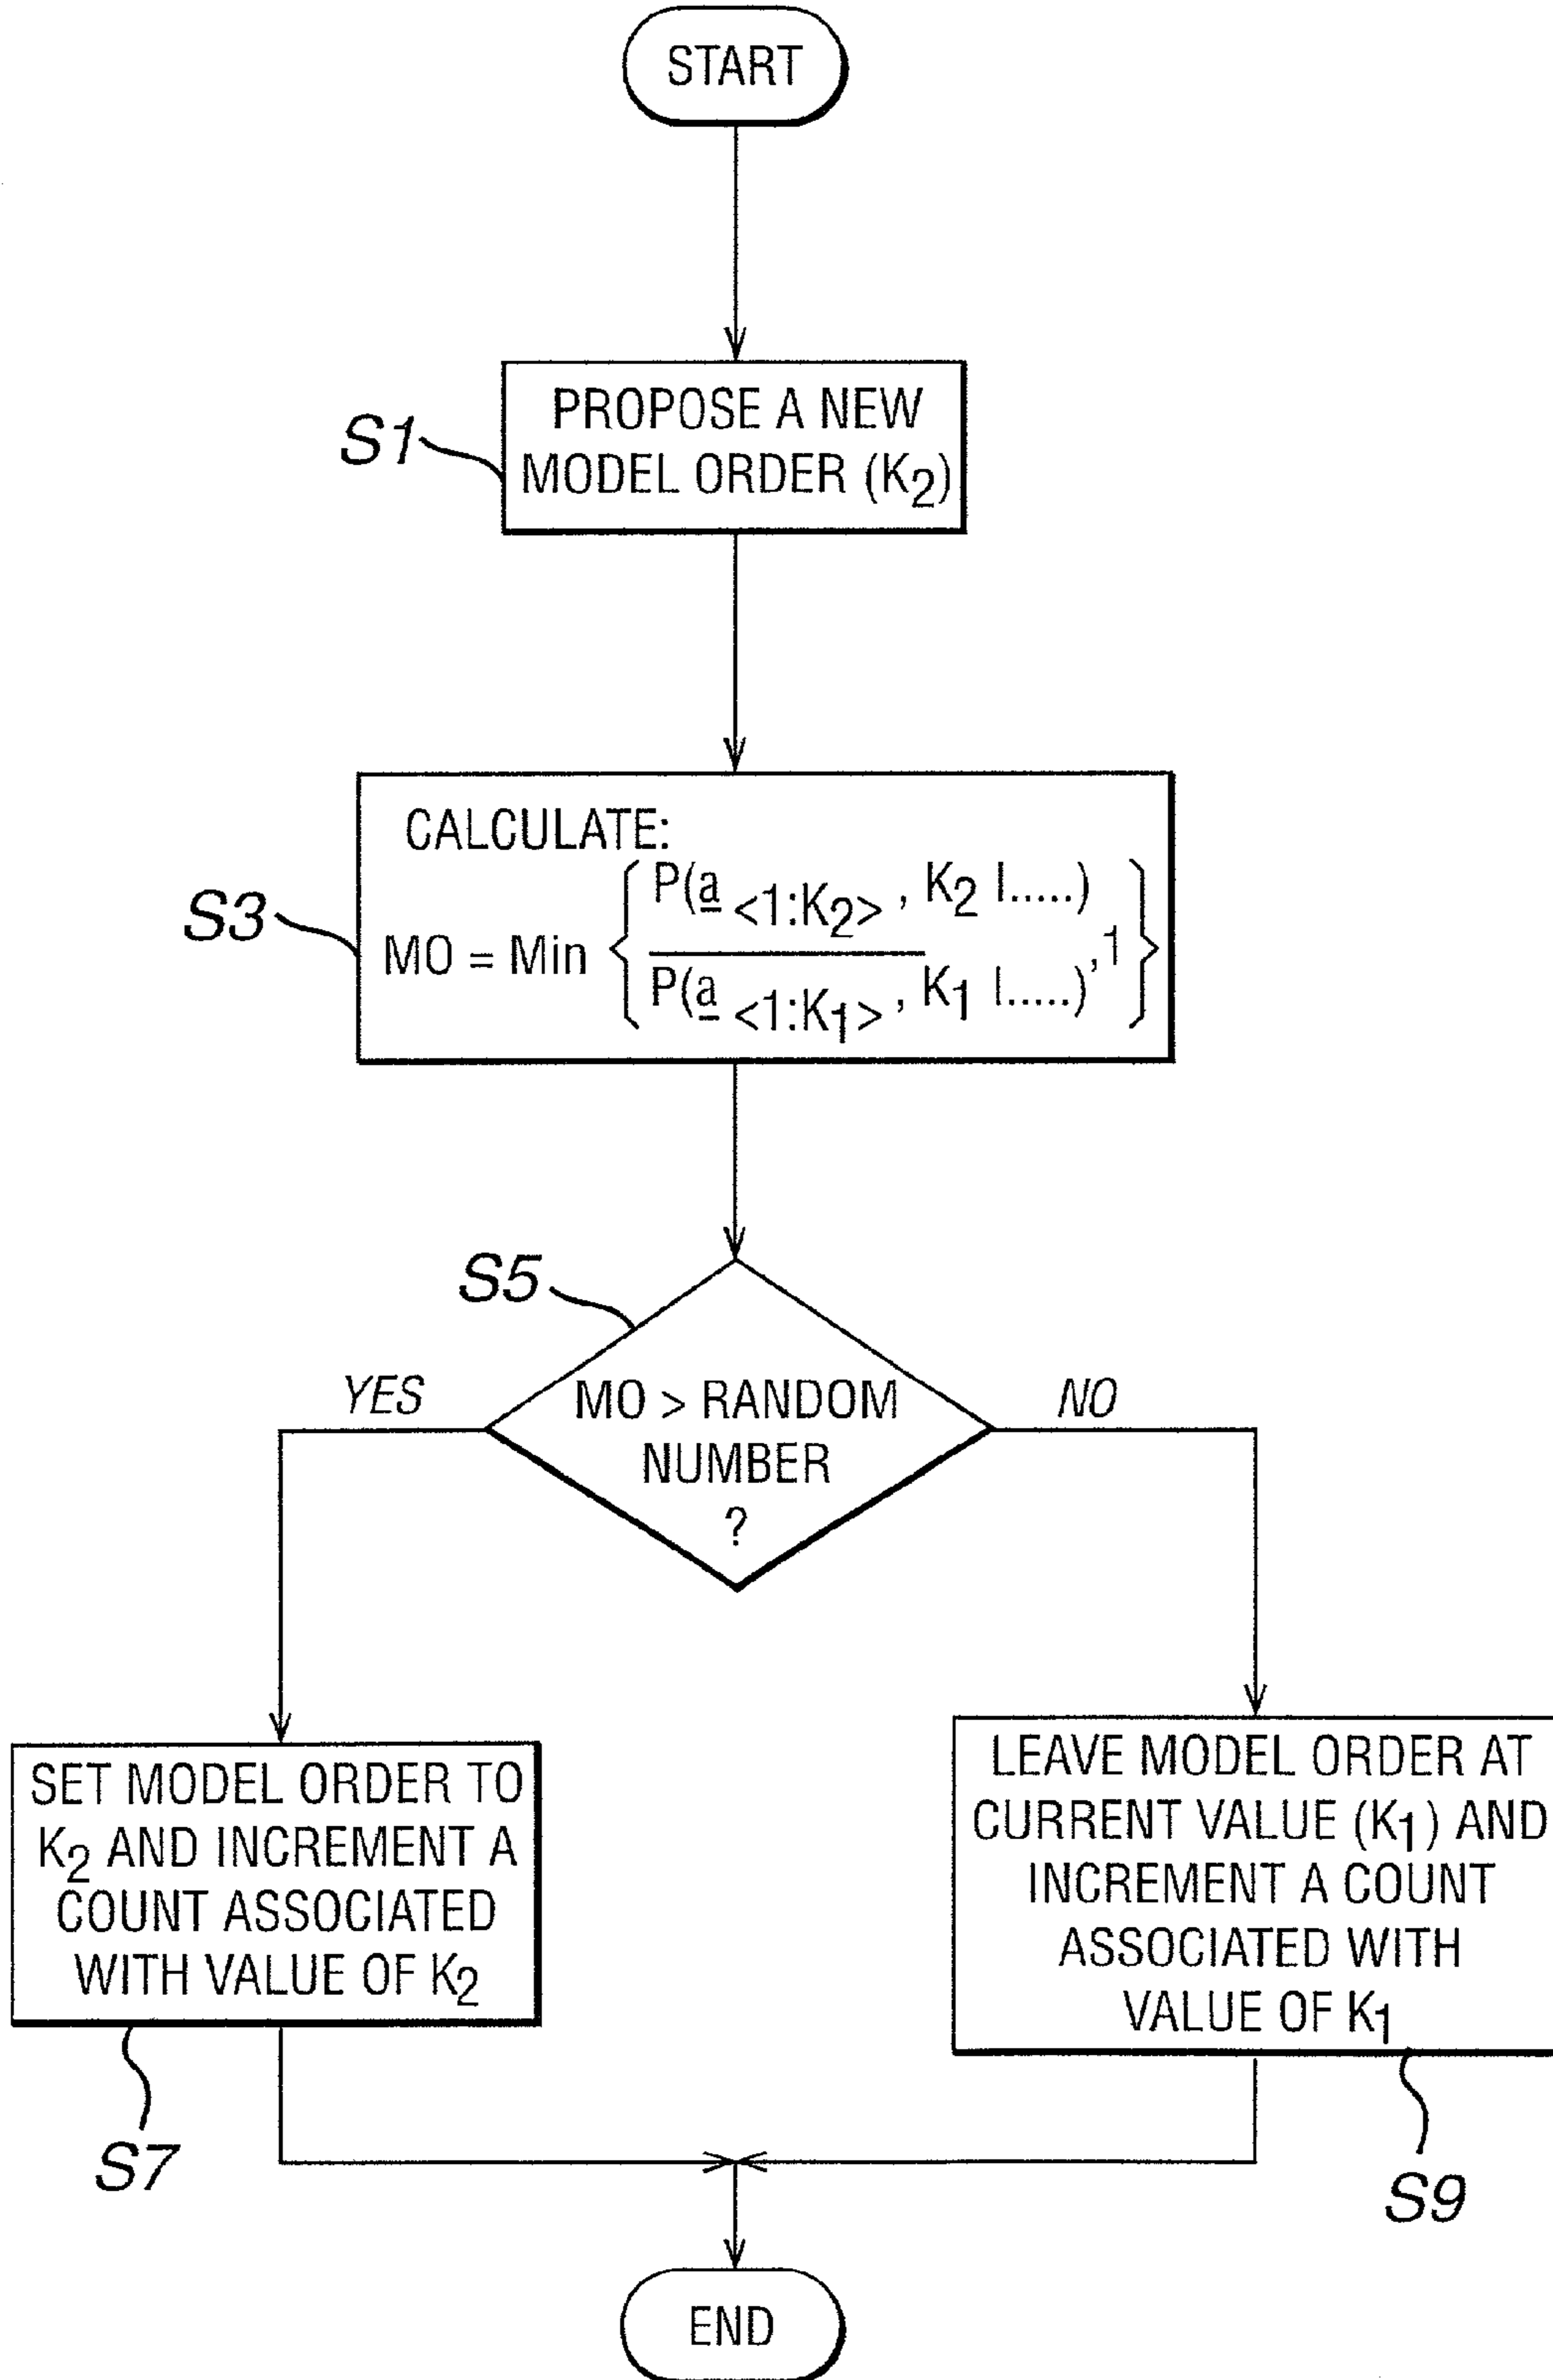 START
S1
PROPOSE A NEW
MODEL ORDER (K2)
S3
CALCULATE:
MO = Min { P(a <1:K2> , K2 |.....) / P(a <1:K1> , K1 |.....) , 1 }
S5
YES
MO > RANDOM
NUMBER
?
NO
SET MODEL ORDER TO
K2 AND INCREMENT A
COUNT ASSOCIATED
WITH VALUE OF K2
S7
LEAVE MODEL ORDER AT
CURRENT VALUE (K1) AND
INCREMENT A COUNT
ASSOCIATED WITH
VALUE OF K1
S9
END